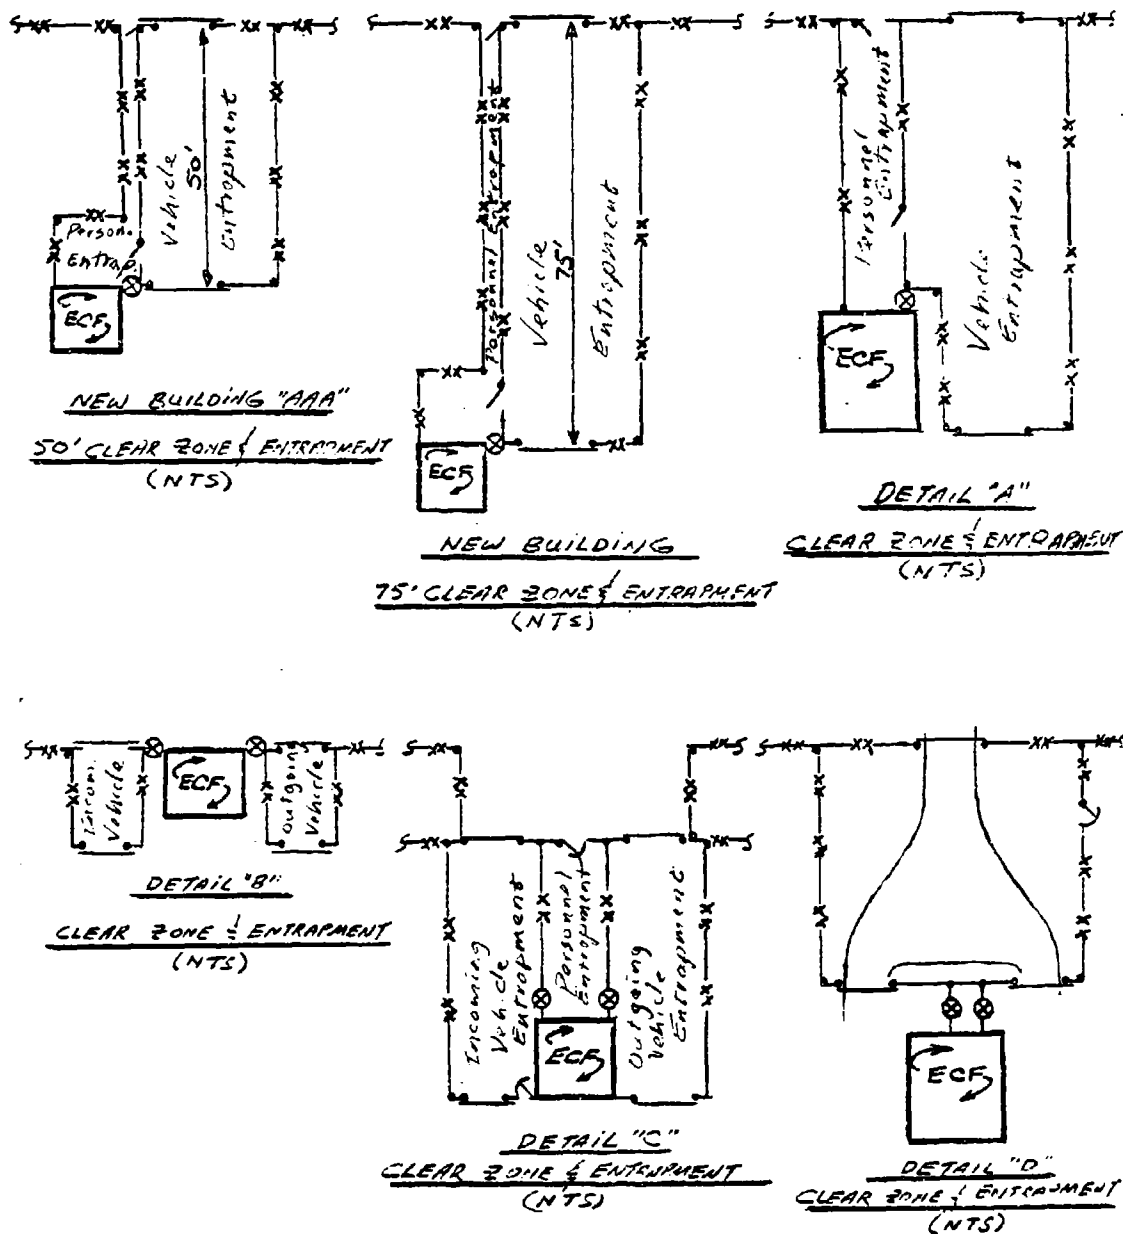 Person.
Entrap.
Vehicle
50'
Entrapment
ECF
NEW BUILDING "AAA"
50' CLEAR ZONE & ENTRAPMENT
(NTS)
Personnel Entrapment
Vehicle
75'
Entrapment
ECF
NEW BUILDING
75' CLEAR ZONE & ENTRAPMENT
(NTS)
Personnel
Entrapment
Vehicle
Entrapment
ECF
DETAIL "A"
CLEAR ZONE & ENTRAPMENT
(NTS)
Incom.
Vehicle
ECF
Outgoing
Vehicle
DETAIL "B"
CLEAR ZONE & ENTRAPMENT
(NTS)
Incoming
Vehicle
Entrapment
Personnel
Entrapment
Outgoing
Vehicle
Entrapment
ECF
DETAIL "C"
CLEAR ZONE & ENTRAPMENT
(NTS)
ECF
DETAIL "D"
CLEAR ZONE & ENTRAPMENT
(NTS)